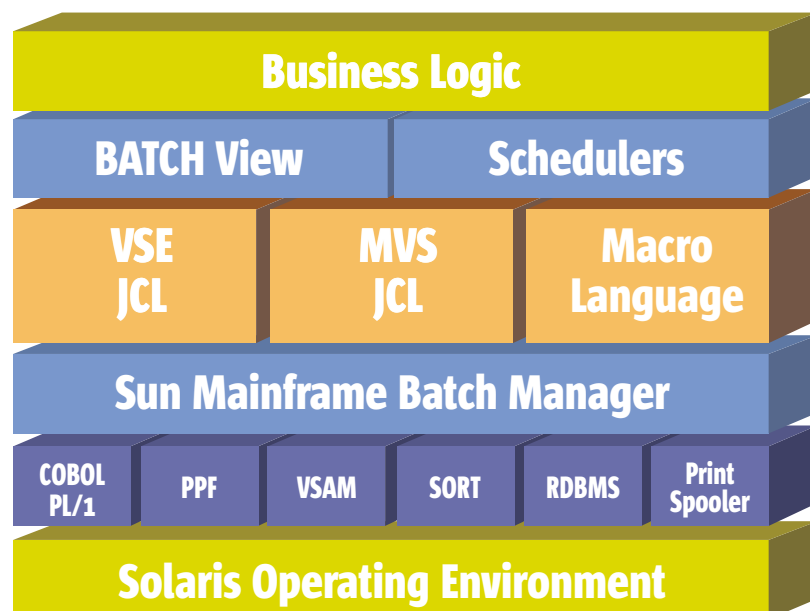 Business Logic
BATCH View
Schedulers
VSE
JCL
MVS
JCL
Macro
Language
Sun Mainframe Batch Manager
COBOL
PL/1
PPF
VSAM
SORT
RDBMS
Print
Spooler
Solaris Operating Environment